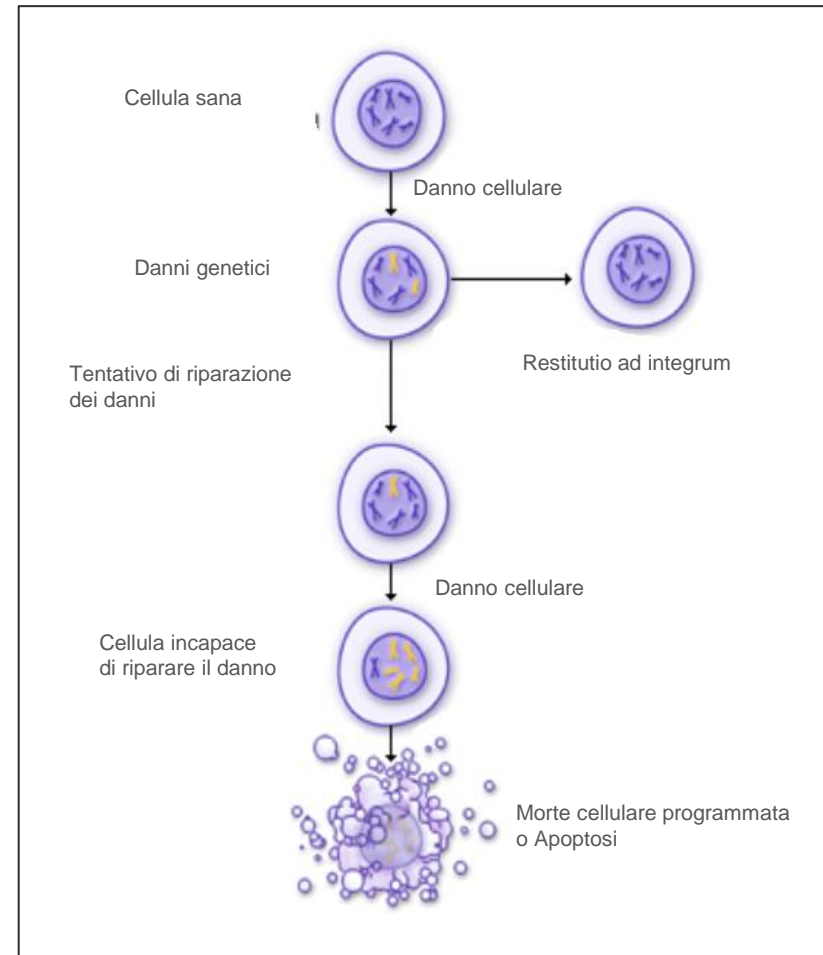 Cellula sana
Danno cellulare
Danni genetici
Restitutio ad integrum
Tentativo di riparazione
dei danni
Danno cellulare
Cellula incapace
di riparare il danno
Morte cellulare programmata
o Apoptosi